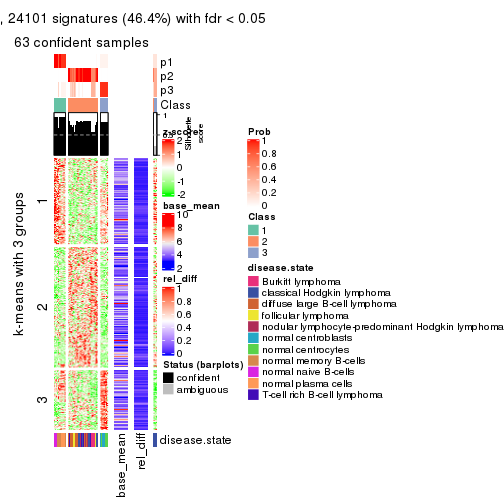 , 24101 signatures (46.4%) with fdr < 0.05
63 confident samples
p1
p2
p3
Class
1
Silhouette
score
z-score
2
1
0
-1
-2
base_mean
10
8
6
4
2
rel_diff
1
0.8
0.6
0.4
0.2
0
Status (barplots)
confident
ambiguous
Prob
1
0.8
0.6
0.4
0.2
0
Class
1
2
3
disease.state
Burkitt lymphoma
classical Hodgkin lymphoma
diffuse large B-cell lymphoma
follicular lymphoma
nodular lymphocyte-predominant Hodgkin lymphoma
normal centroblasts
normal centrocytes
normal memory B-cells
normal naive B-cells
normal plasma cells
T-cell rich B-cell lymphoma
k-means with 3 groups
1
2
3
disease.state
base_mean
rel_diff